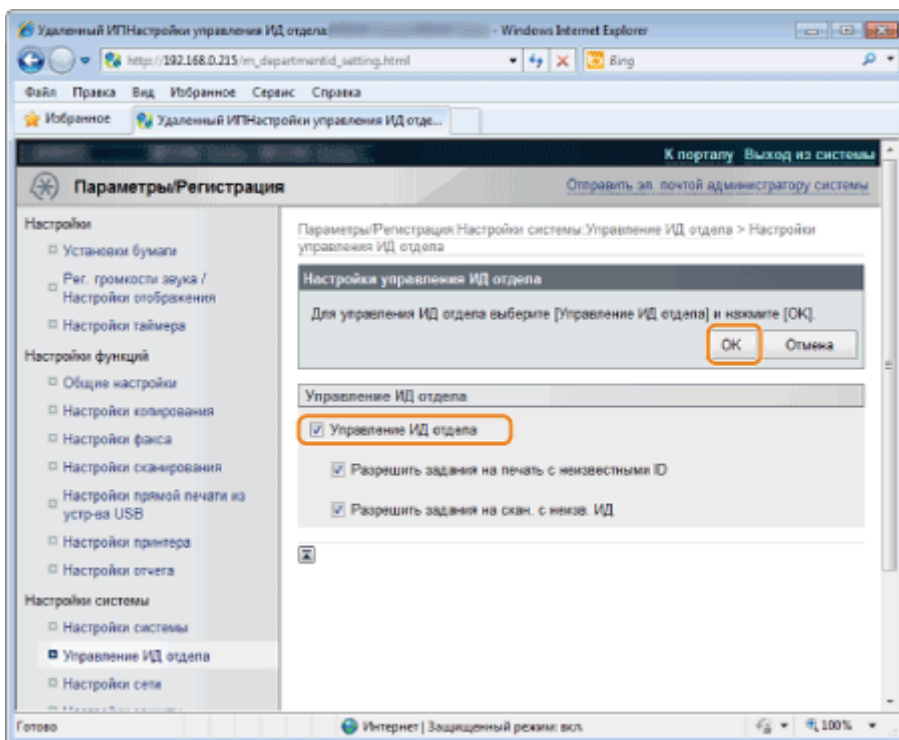 Удаленный ИПНастройки управления ИД отдела: - Windows Internet Explorer
http://192.168.0.215/m_departmentid_setting.html
Bing
Файл Правка Вид Избранное Сервис Справка
Избранное Удаленный ИПНастройки управления ИД отде...
К порталу Выход из системы
Параметры/Регистрация
Отправить эл. почтой администратору системы
Настройки
Установки бумаги
Рег. громкости звука /
Настройки отображения
Настройки таймера
Настройки функций
Общие настройки
Настройки копирования
Настройки факса
Настройки сканирования
Настройки прямой печати из
устр-ва USB
Настройки принтера
Настройки отчета
Настройки системы
Настройки системы
Управление ИД отдела
Настройки сети
Параметры/Регистрация:Настройки системы:Управление ИД отдела > Настройки
управления ИД отдела
Настройки управления ИД отдела
Для управления ИД отдела выберите [Управление ИД отдела] и нажмите [OK].
OK Отмена
Управление ИД отдела
Управление ИД отдела
Разрешить задания на печать с неизвестными ID
Разрешить задания на скан. с неизв. ИД
Готово
Интернет | Защищенный режим: вкл.
100%